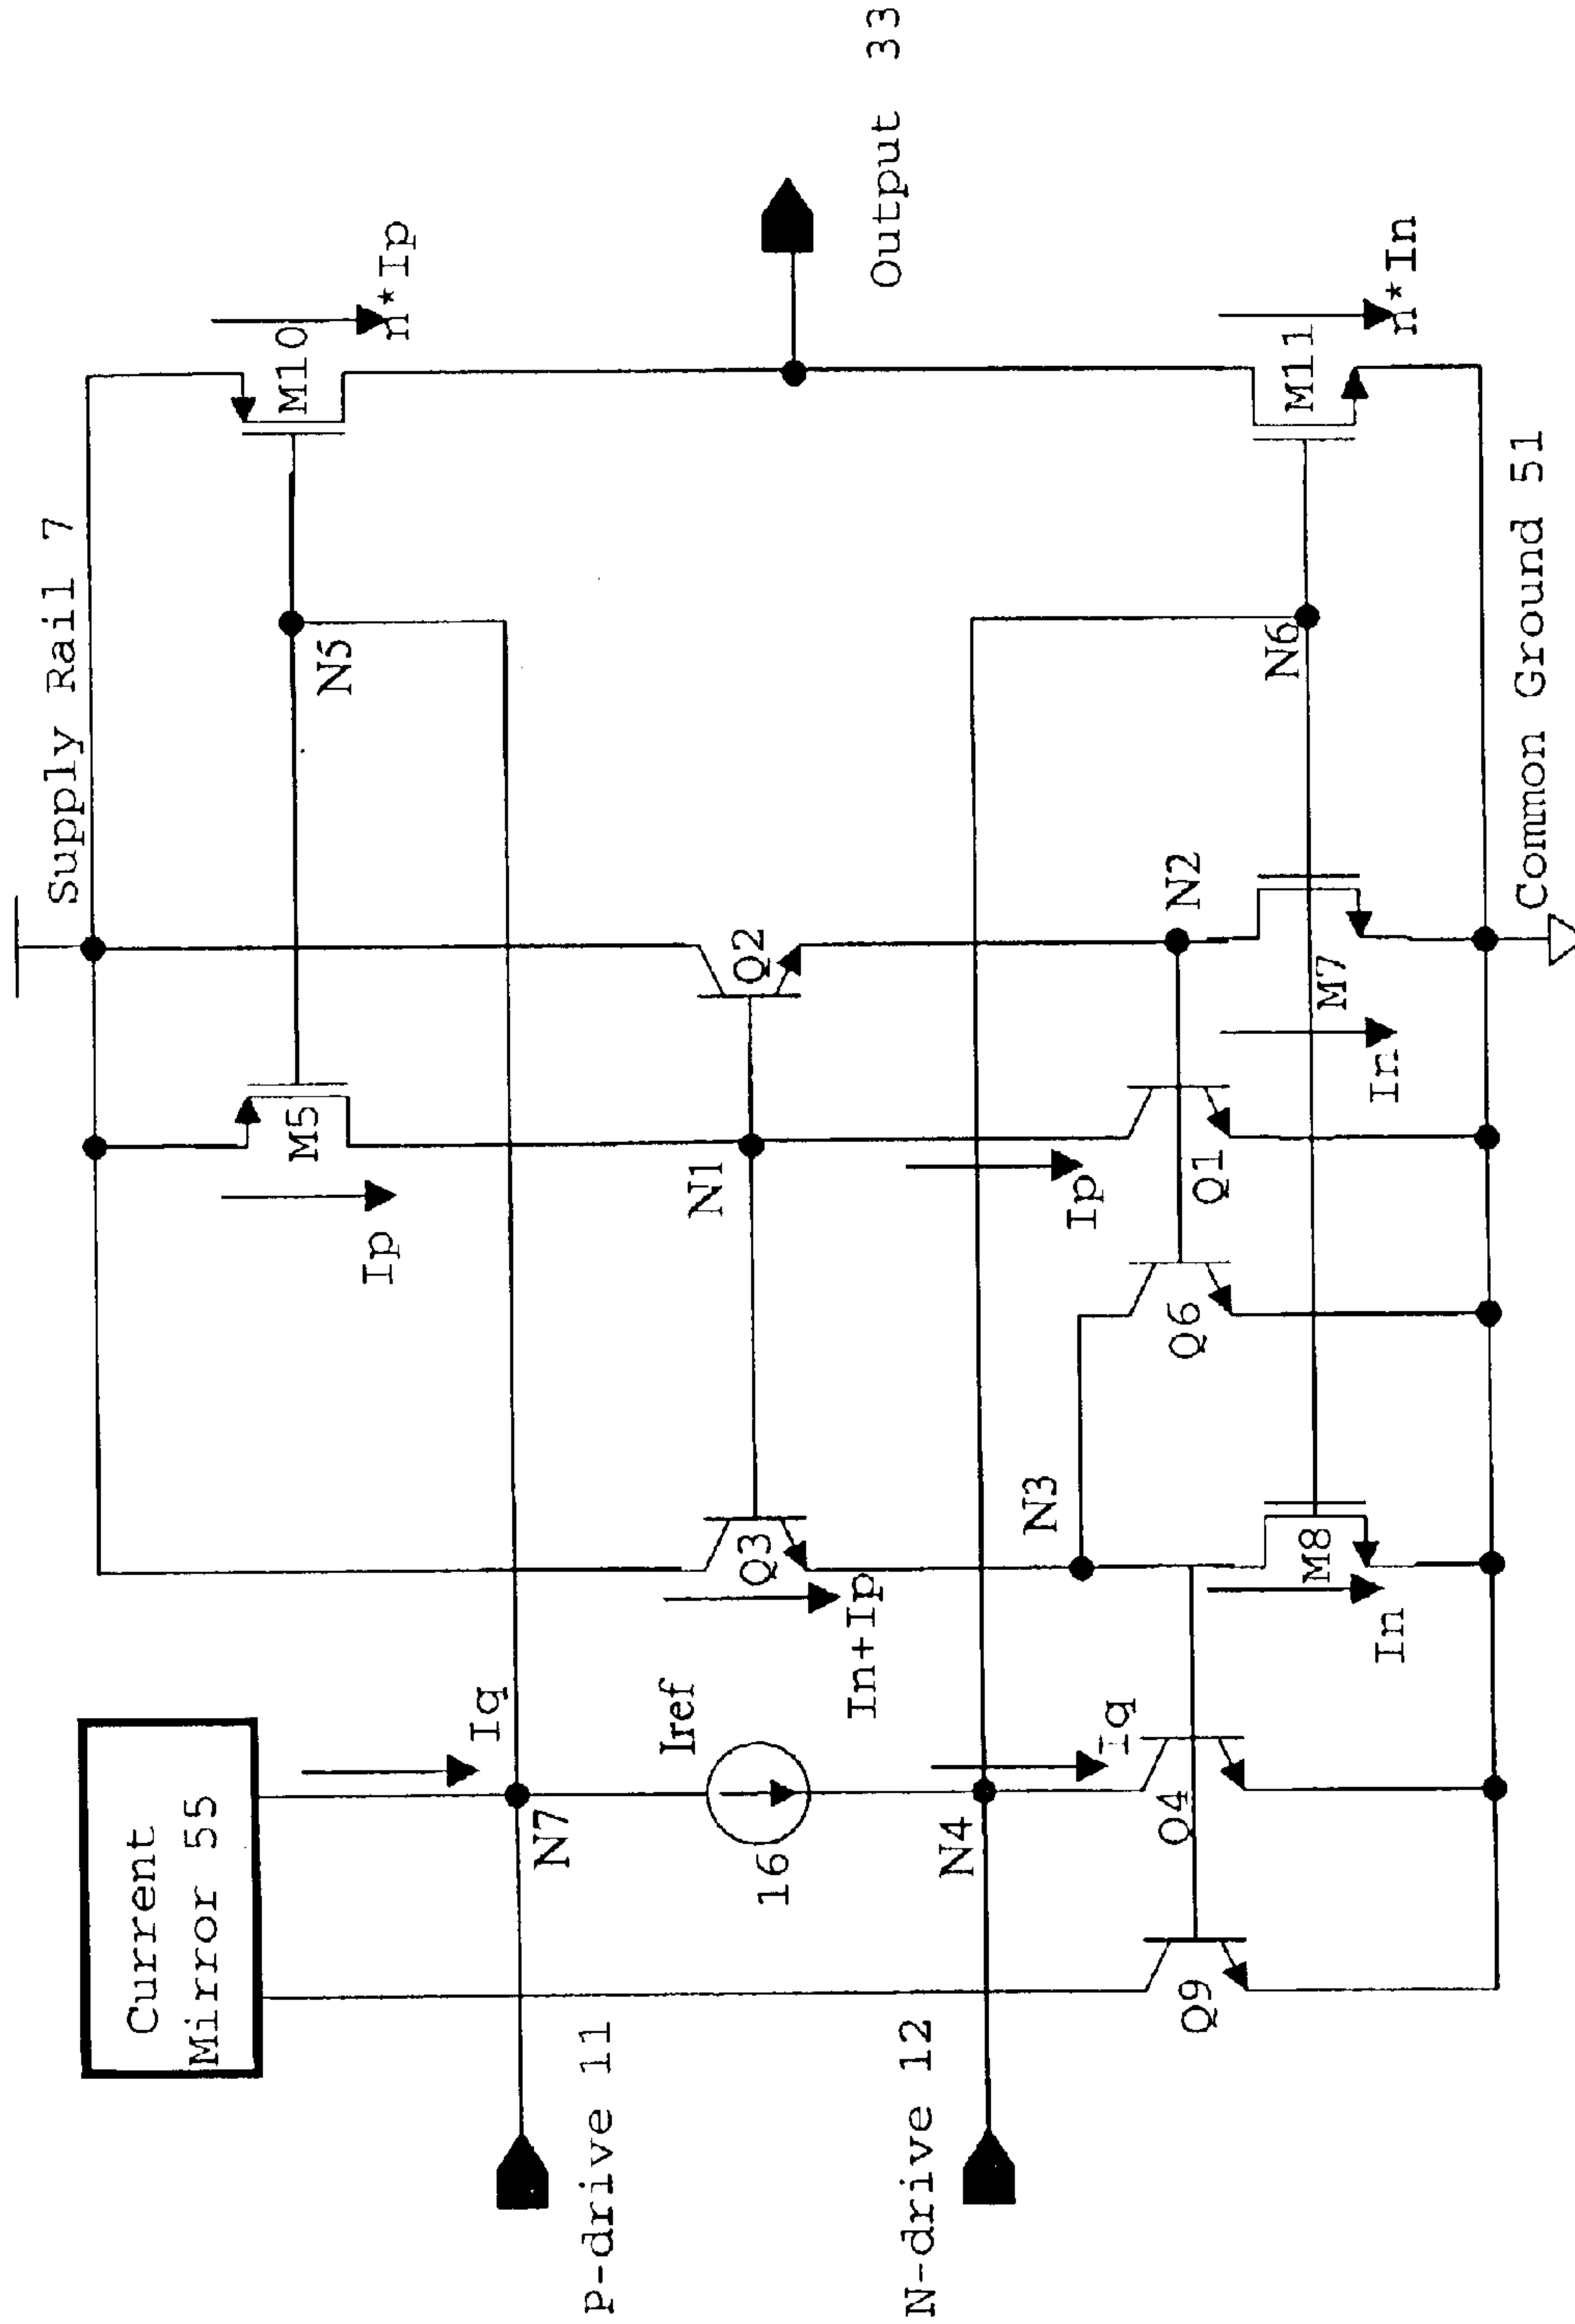 Supply Rail 7
Current
Mirror 55
Iq
N7
Iref
16
N4
Iq
Q4
Q9
P-drive 11
N-drive 12
Q3
In+Ip
N3
M8
In
Q6
Q1
Ip
N1
M5
Ip
Q2
N2
M7
In
N5
N6
M10
n*Ip
M11
n*In
Output 33
Common Ground 51